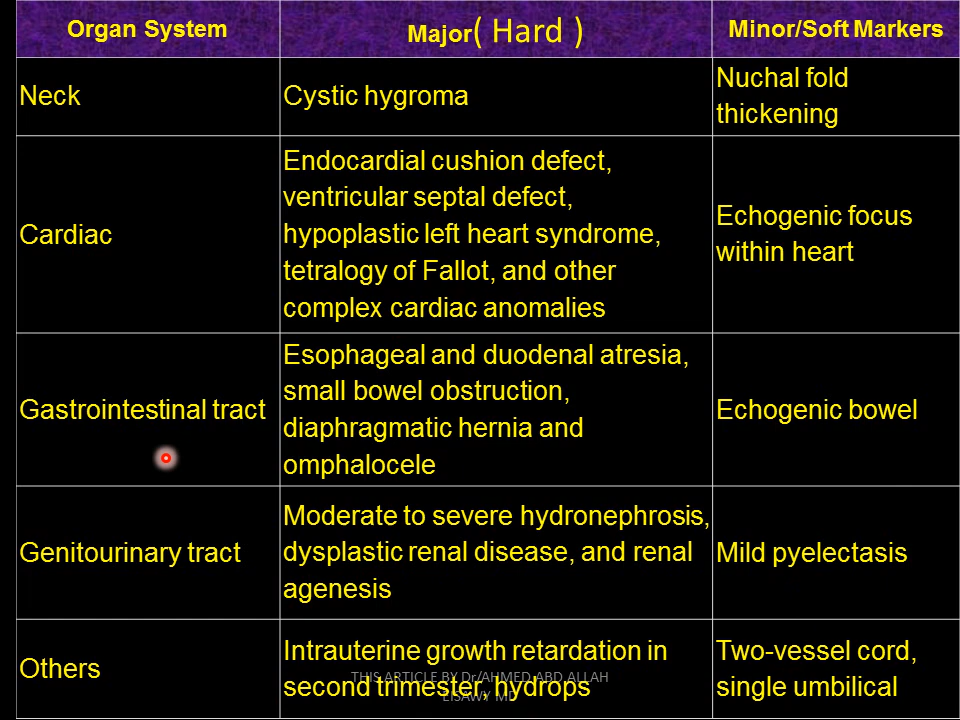 Organ System
Major( Hard )
Minor/Soft Markers
Neck
Cystic hygroma
Nuchal fold
thickening
Cardiac
Endocardial cushion defect,
ventricular septal defect,
hypoplastic left heart syndrome,
tetralogy of Fallot, and other
complex cardiac anomalies
Echogenic focus
within heart
Gastrointestinal tract
Esophageal and duodenal atresia,
small bowel obstruction,
diaphragmatic hernia and
omphalocele
Echogenic bowel
Genitourinary tract
Moderate to severe hydronephrosis,
dysplastic renal disease, and renal
agenesis
Mild pyelectasis
Others
Intrauterine growth retardation in
second trimester, hydrops
Two-vessel cord,
single umbilical
THIS ARTICLE BY Dr/AHMED ABD ALLAH
MD